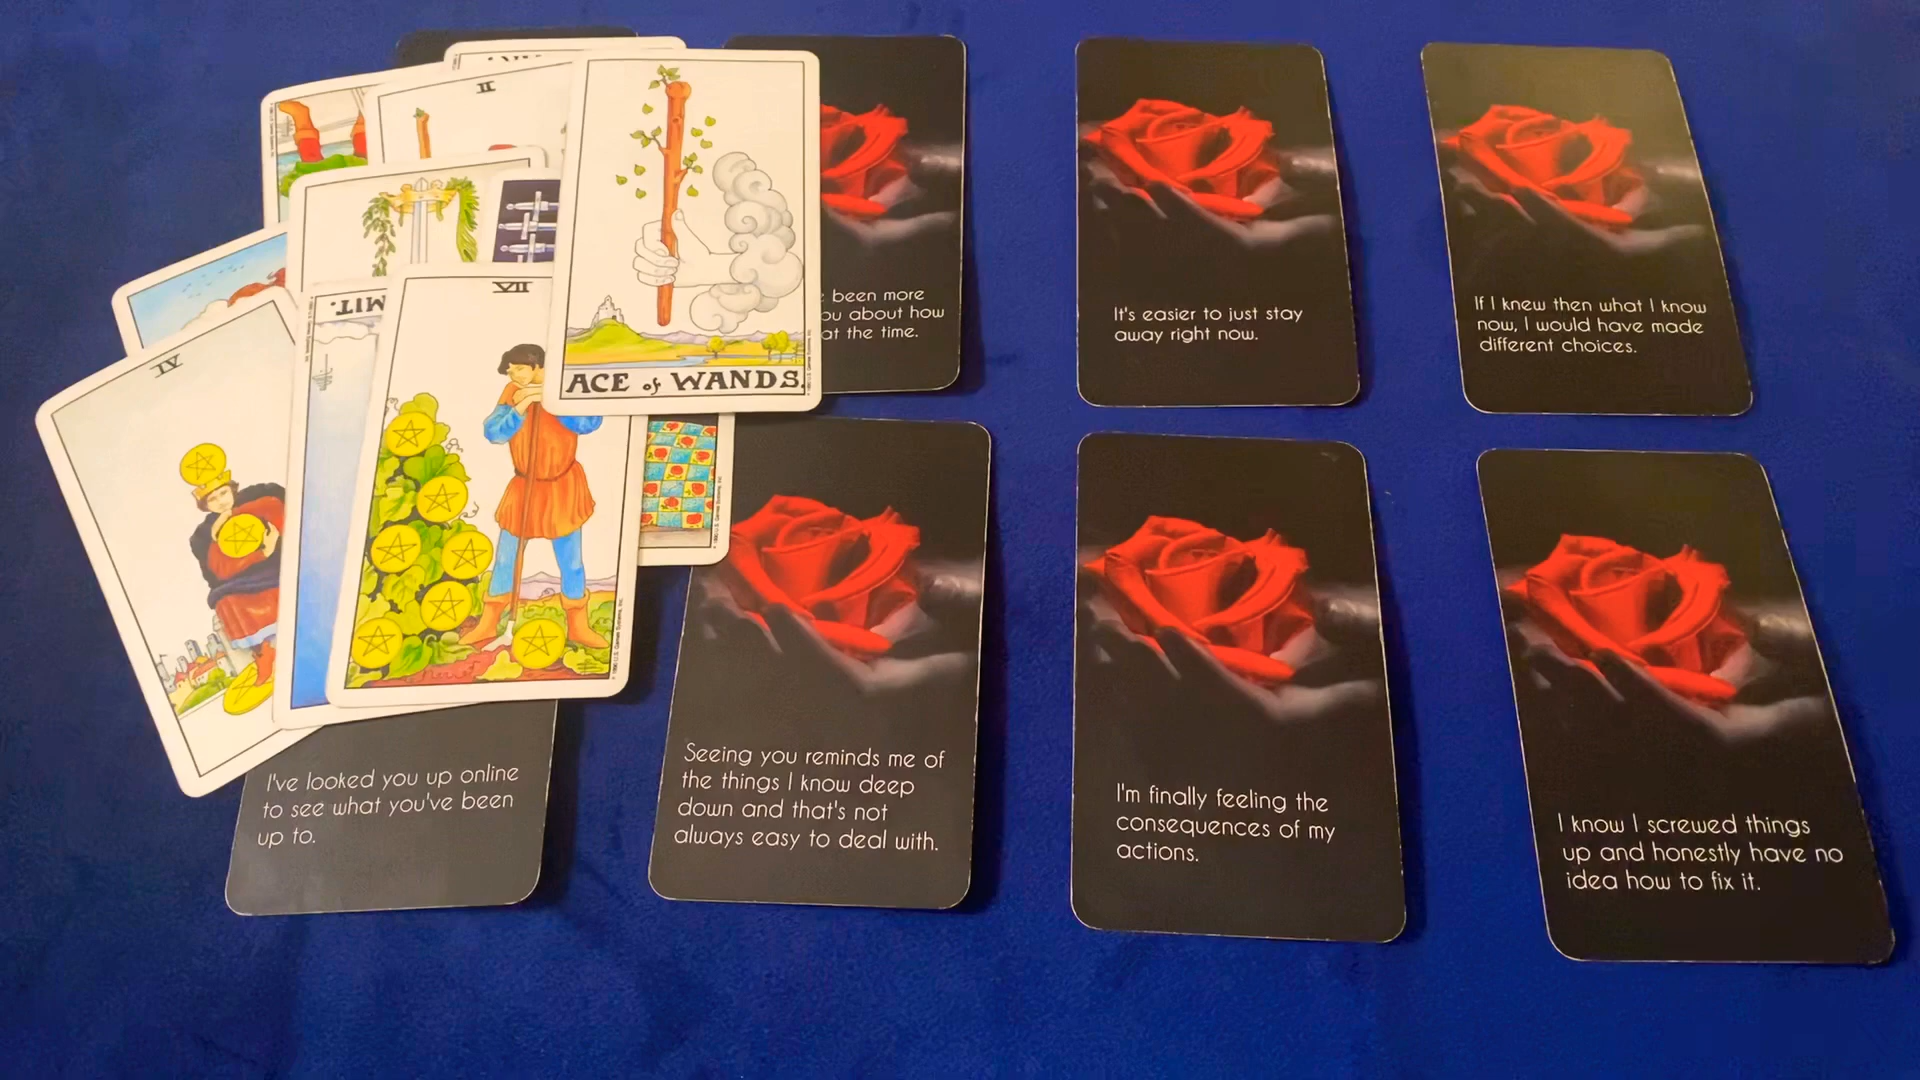 II
ACE of WANDS.
been more
about how
at the time.
It's easier to just stay
away right now.
If I knew then what I know
now, I would have made
different choices.
IV
VII
I've looked you up online
to see what you've been
up to.
Seeing you reminds me of
the things I know deep
down and that's not
always easy to deal with.
I'm finally feeling the
consequences of my
actions.
I know I screwed things
up and honestly have no
idea how to fix it.